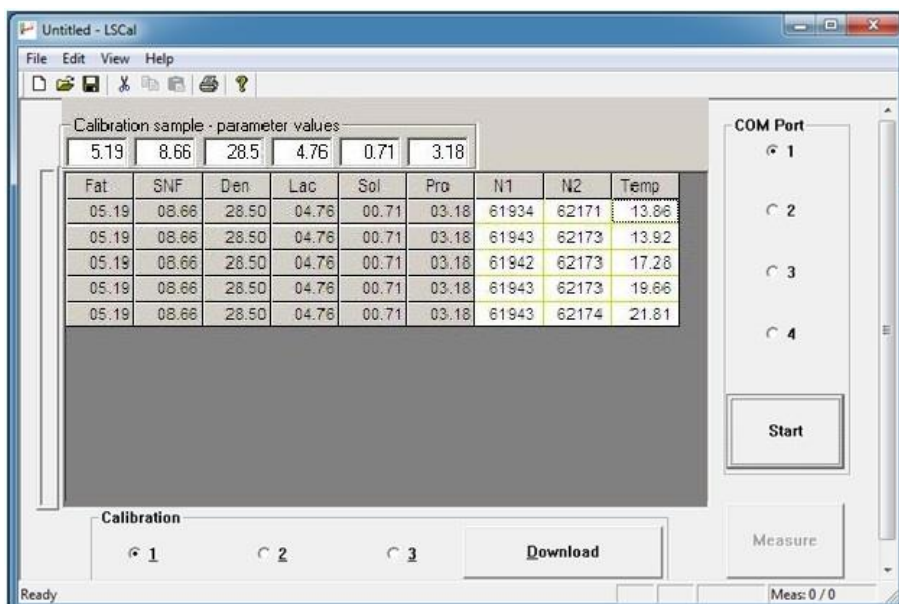 Untitled - LSCal
File Edit View Help
Calibration sample - parameter values
5.19 8.66 28.5 4.76 0.71 3.18
Fat SNF Den Lac Sol Pro N1 N2 Temp
05.19 08.66 28.50 04.76 00.71 03.18 61934 62171 13.86
05.19 08.66 28.50 04.76 00.71 03.18 61943 62173 13.92
05.19 08.66 28.50 04.76 00.71 03.18 61942 62173 17.28
05.19 08.66 28.50 04.76 00.71 03.18 61943 62173 19.66
05.19 08.66 28.50 04.76 00.71 03.18 61943 62174 21.81
COM Port
1
2
3
4
Start
Measure
Calibration
1 2 3 Download
Ready Meas: 0 / 0